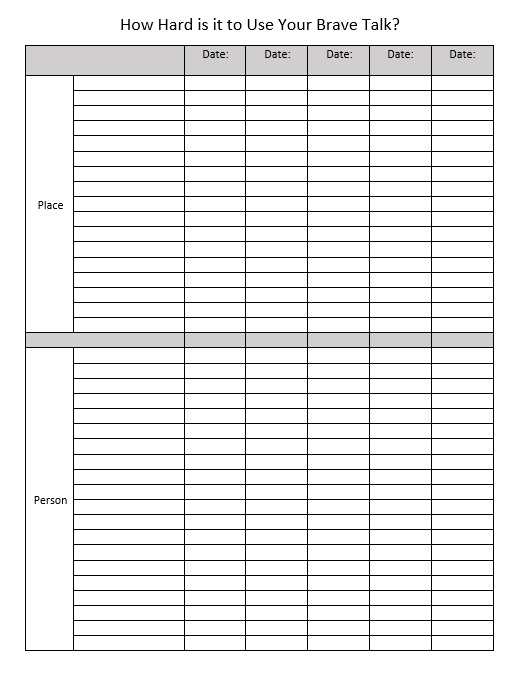 How Hard is it to Use Your Brave Talk?
Date: Date: Date: Date: Date:
Place
Person